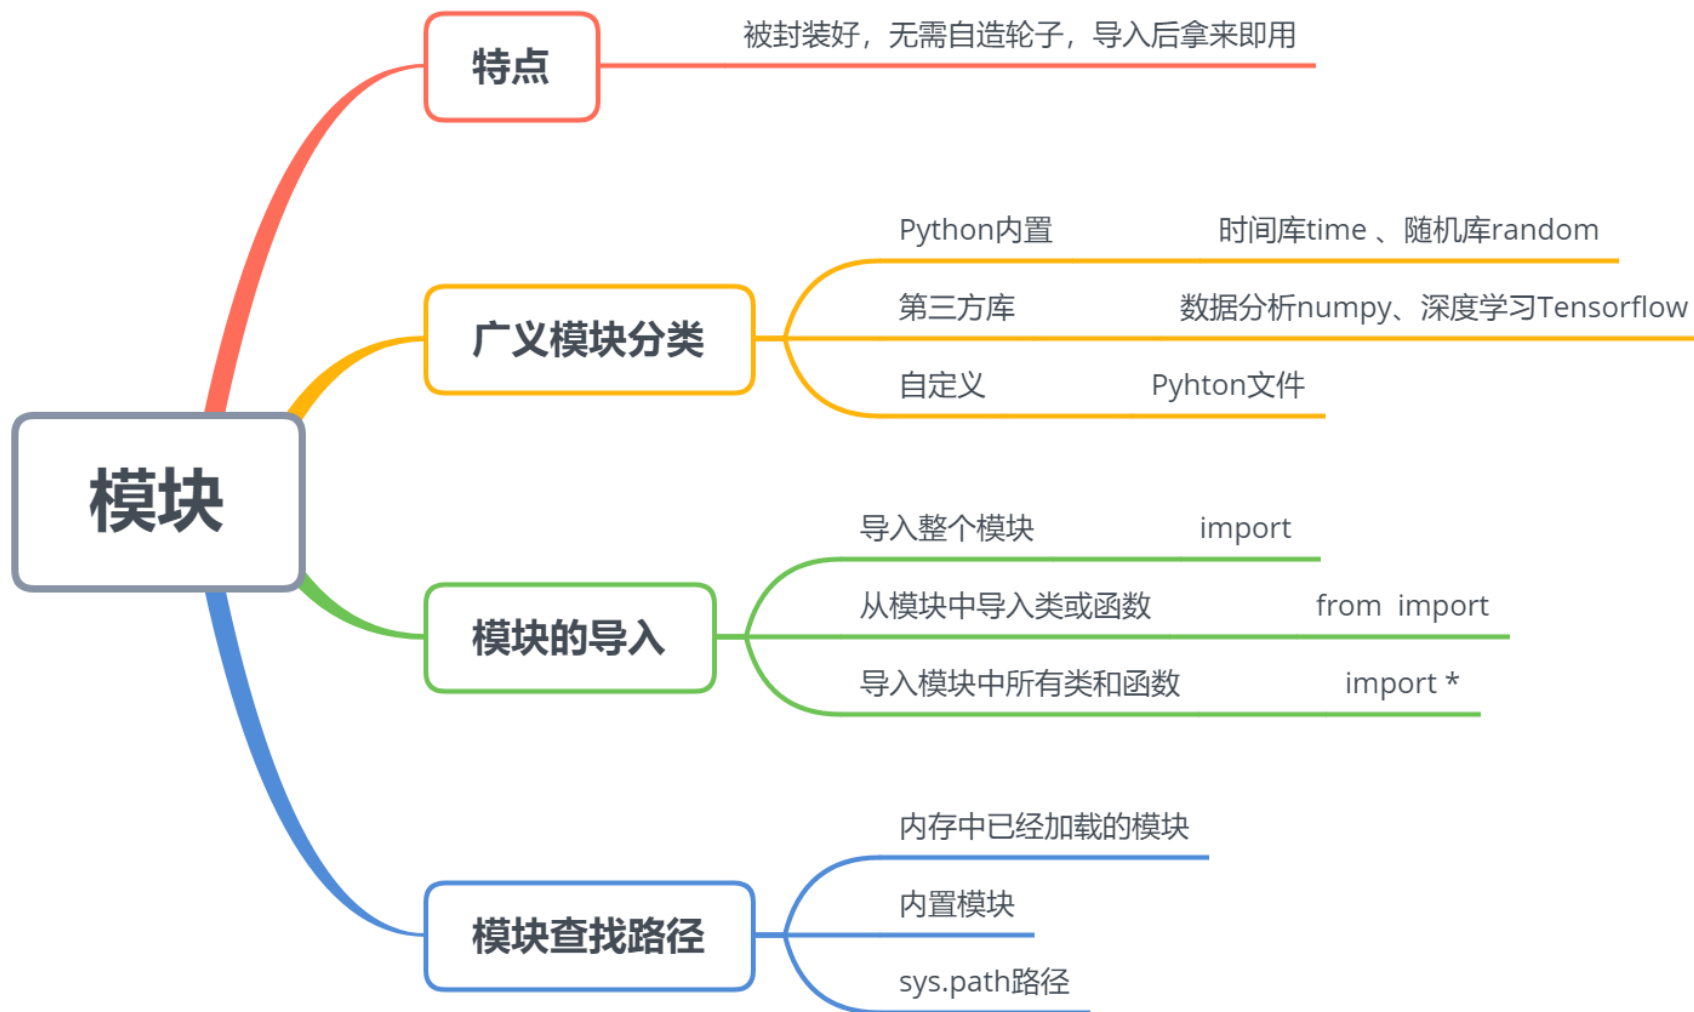 特点
被封装好，无需自造轮子，导入后拿来即用
广义模块分类
Python内置 时间库time 、随机库random
第三方库 数据分析numpy、深度学习Tensorflow
自定义 Pyhton文件
模块
模块的导入
导入整个模块 import
从模块中导入类或函数 from import
导入模块中所有类和函数 import *
模块查找路径
内存中已经加载的模块
内置模块
sys.path路径